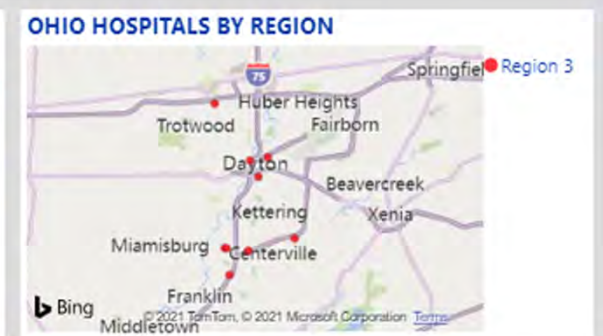 OHIO HOSPITALS BY REGION
Springfiel
Region 3
75
Huber Heights
Trotwood
Fairborn
Dayton
Beavercreek
Kettering
Xenia
Miamisburg
Centerville
Franklin
Bing
© 2021 TomTom, © 2021 Microsoft Corporation Terms
Middletown